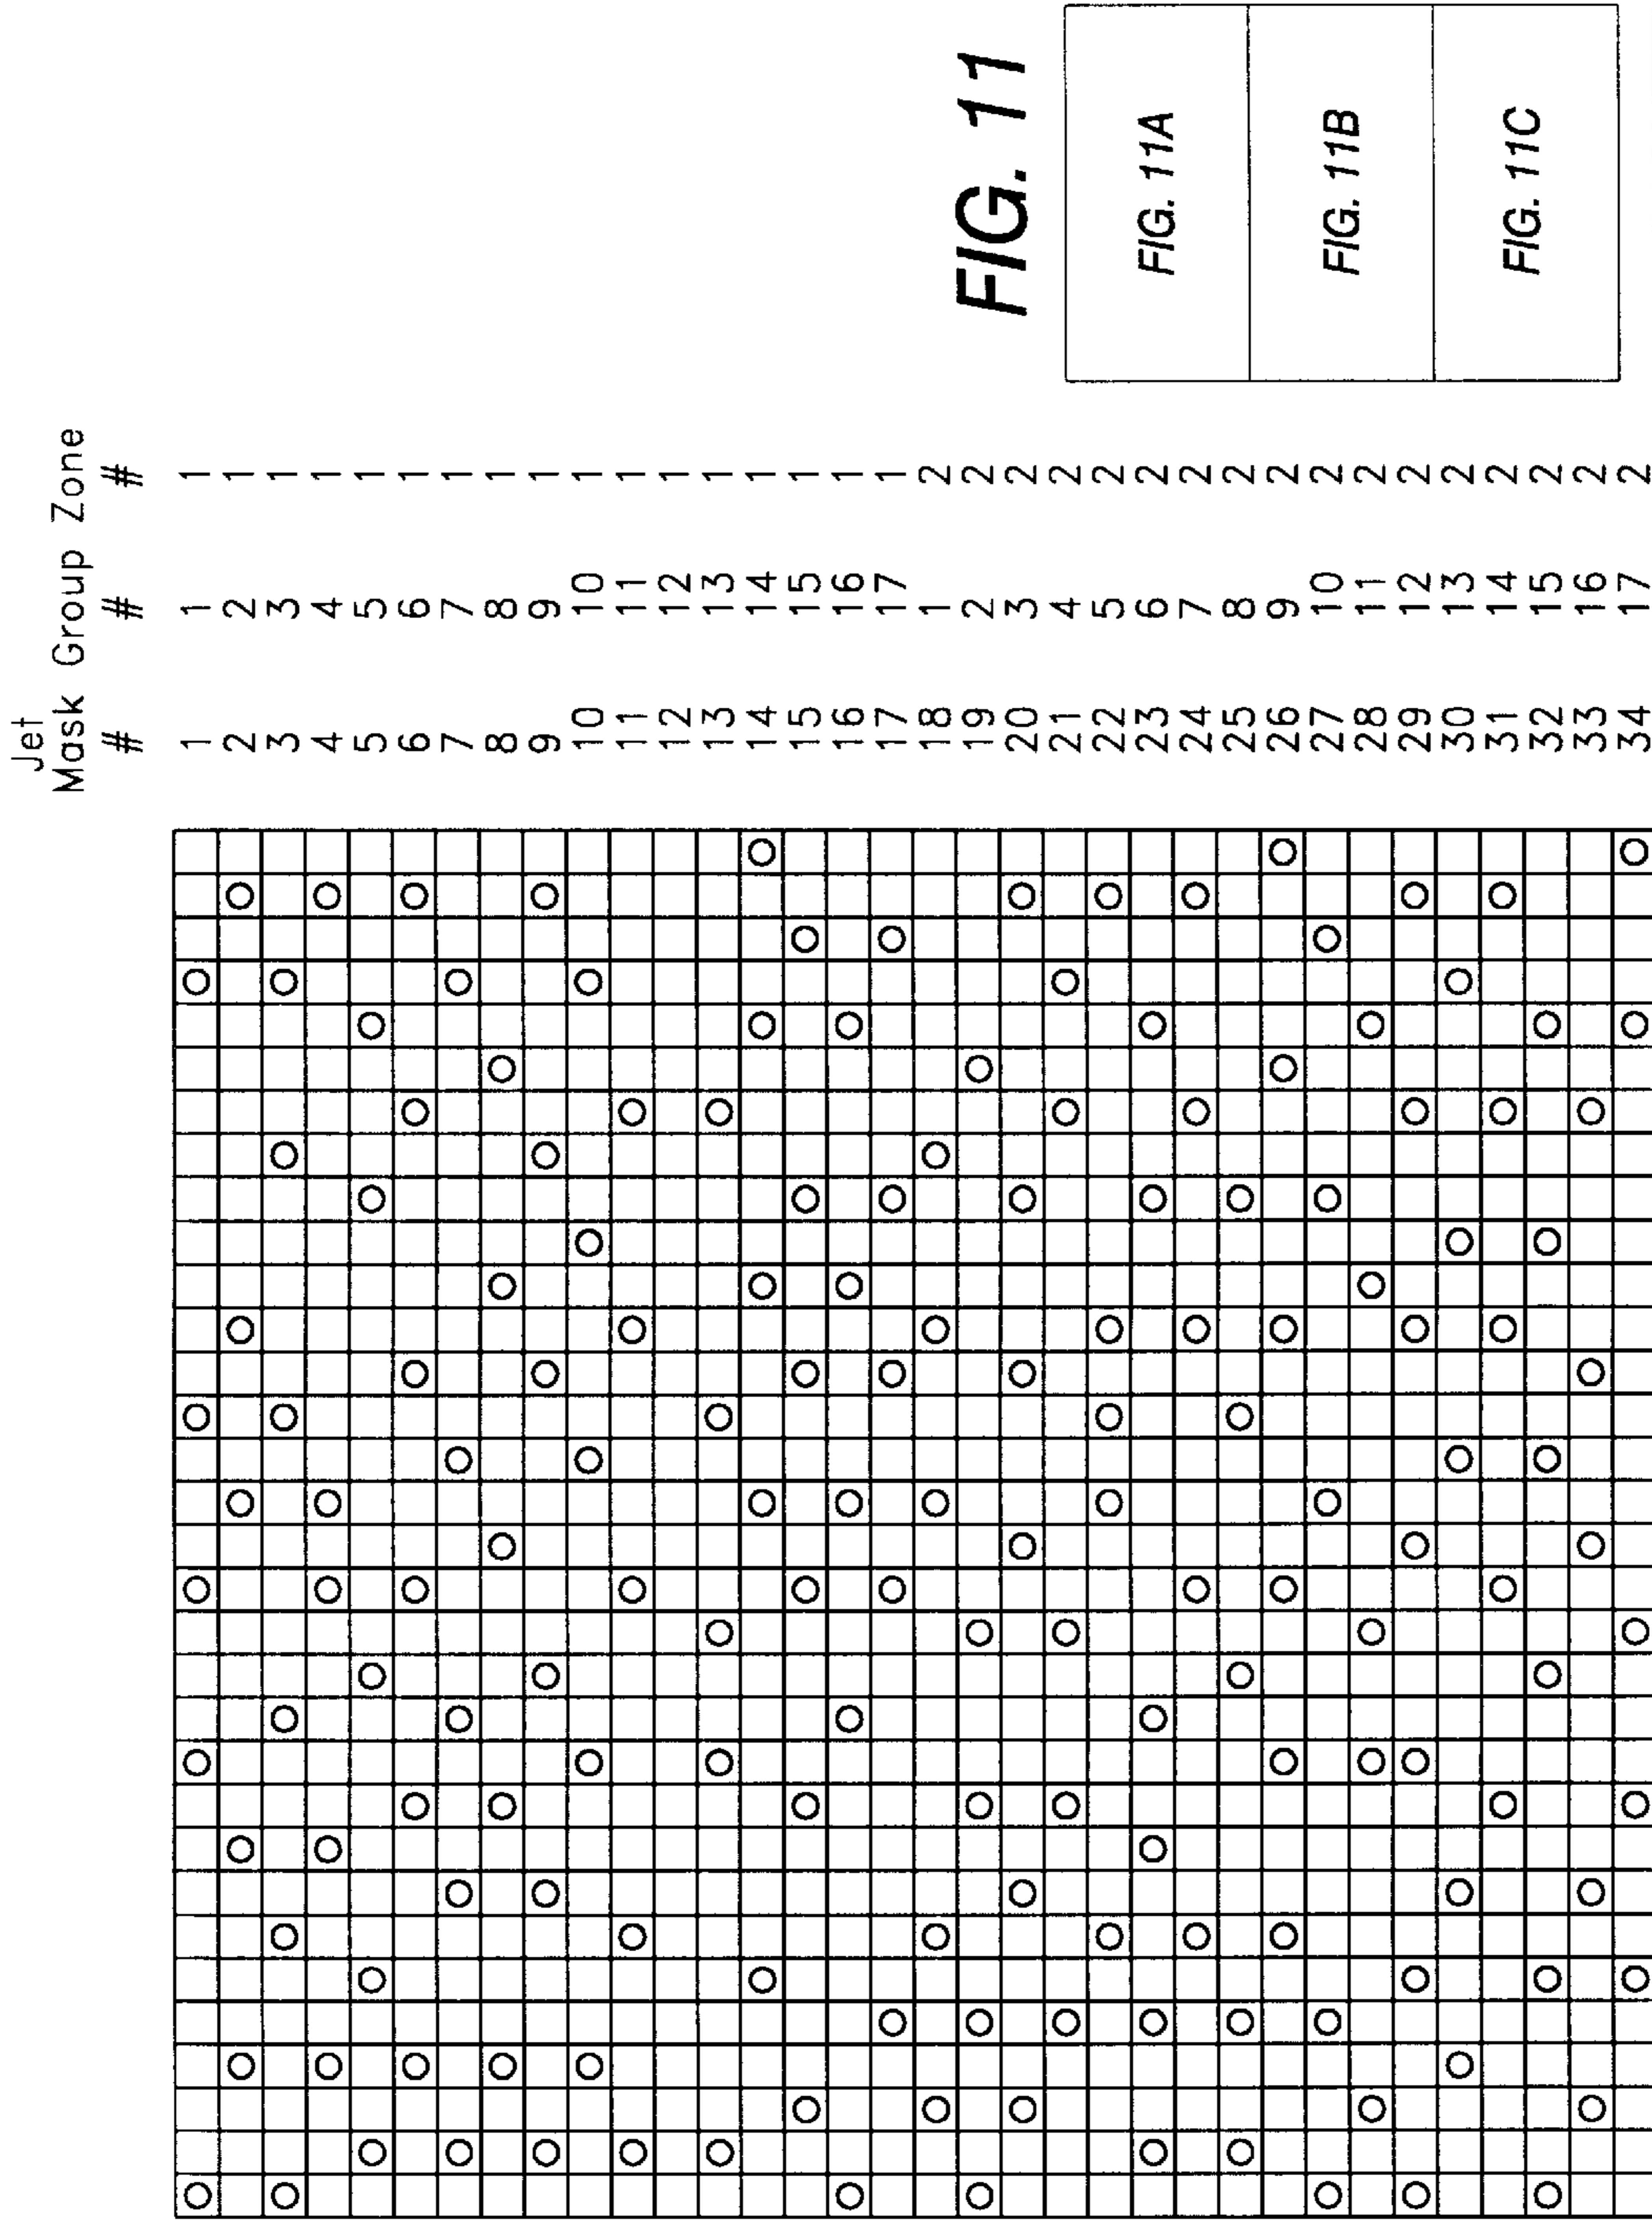 Jet
Mask Group Zone
# # #
1 1 1
2 2 1
3 3 1
4 4 1
5 5 1
6 6 1
7 7 1
8 8 1
9 9 1
10 10 1
11 11 1
12 12 1
13 13 1
14 14 1
15 15 1
16 16 1
17 17 1
18 1 2
19 2 2
20 3 2
21 4 2
22 5 2
23 6 2
24 7 2
25 8 2
26 9 2
27 10 2
28 11 2
29 12 2
30 13 2
31 14 2
32 15 2
33 16 2
34 17 2
FIG. 11
FIG. 11A
FIG. 11B
FIG. 11C